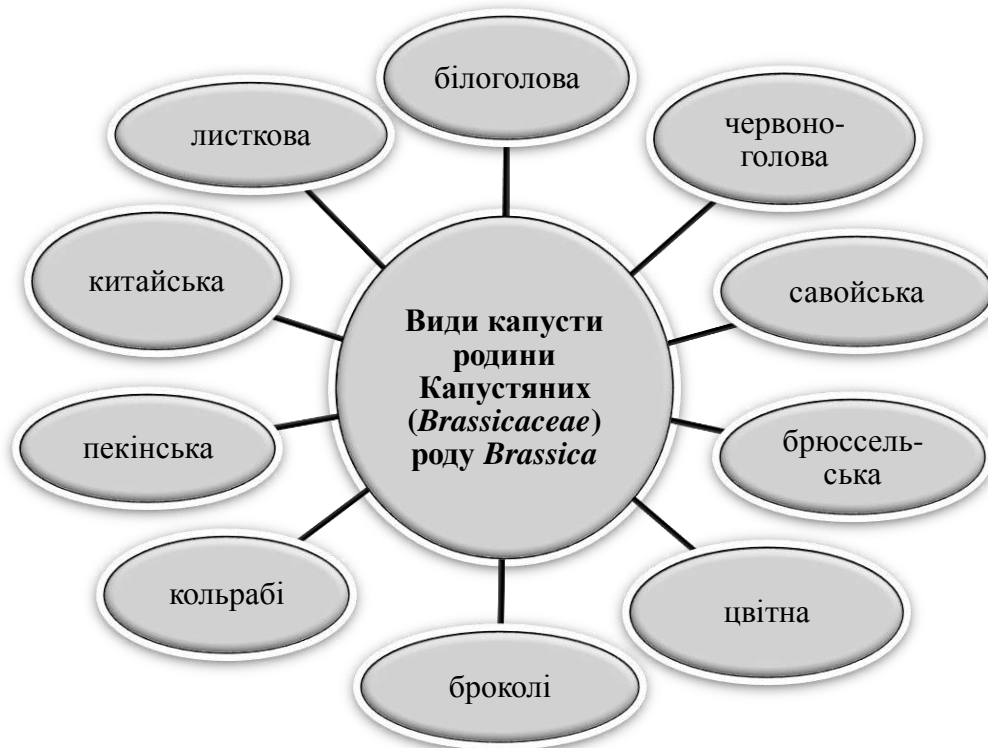 білоголова
червоно-
голова
савойська
брюссель-
ська
цвітна
броколі
кольрабі
пекінська
китайська
листкова
Види капусти
родини
Капустяних
(Brassicaceae)
роду Brassica